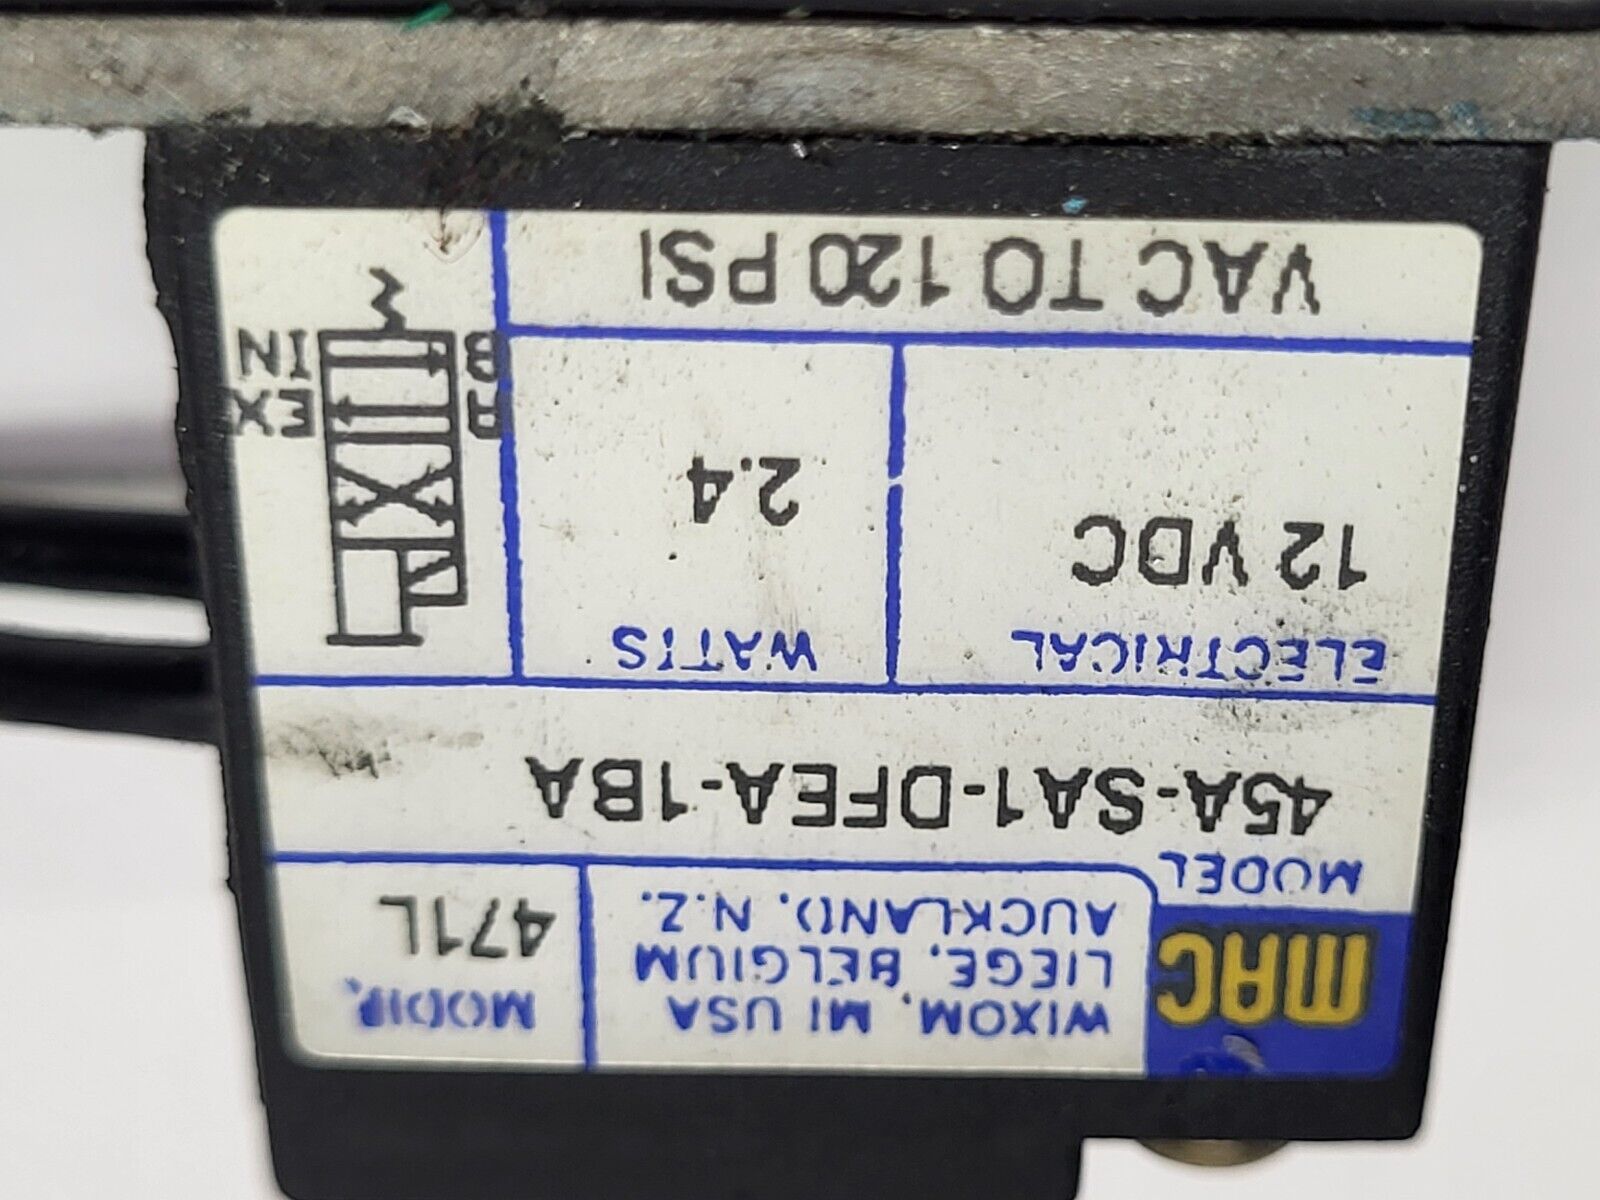 MAC
WIXOM, MI USA
LIEGE, BELGIUM
AUCKLAND, N.Z.
MODIF.
471L
MODEL
45A-SA1-DFEA-1BA
ELECTRICAL
12 VDC
WATTS
2.4
A EX
B IN
VAC TO 120 PSI